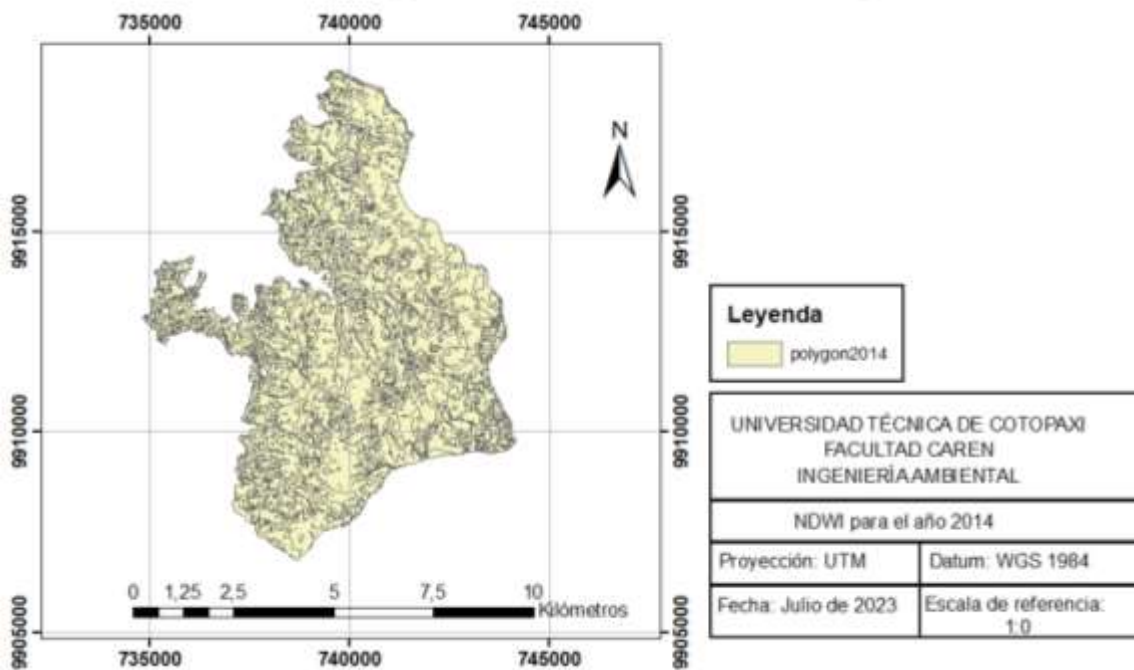 735000 740000 745000
N
9915000 9915000
9910000 9910000
9905000 9905000
0 1,25 2,5 5 7,5 10
Kilómetros
735000 740000 745000
Leyenda
polygon2014
UNIVERSIDAD TÉCNICA DE COTOPAXI
FACULTAD CAREN
INGENIERÍA AMBIENTAL
NDWI para el año 2014
Proyección: UTM
Datum: WGS 1984
Fecha: Julio de 2023
Escala de referencia:
1:0